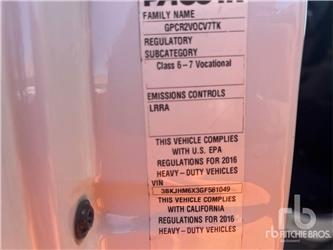 FAMILY NAME
GPCR2VOCV7TK
REGULATORY
SUBCATEGORY
Class 6 - 7 Vocational
EMISSIONS CONTROLS
LRRA
THIS VEHICLE COMPLIES
WITH U.S. EPA
REGULATIONS FOR 2016
HEAVY - DUTY VEHICLES
VIN
3BKJHM6X3GF581049
THIS VEHICLE COMPLIES
WITH CALIFORNIA
REGULATIONS FOR 2016
HEAVY - DUTY VEHICLES
rb
RITCHIE BROS.